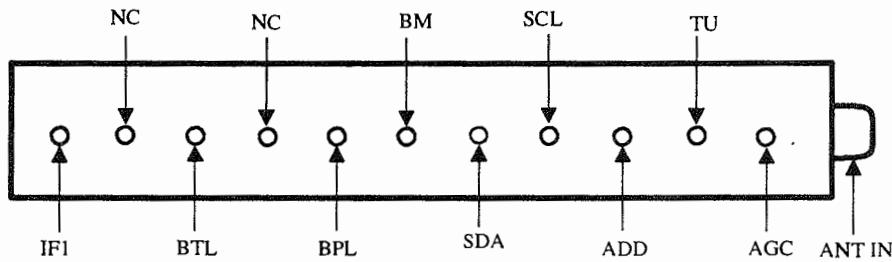 NC NC BM SCL TU
IF1 BTL BPL SDA ADD AGC ANT IN